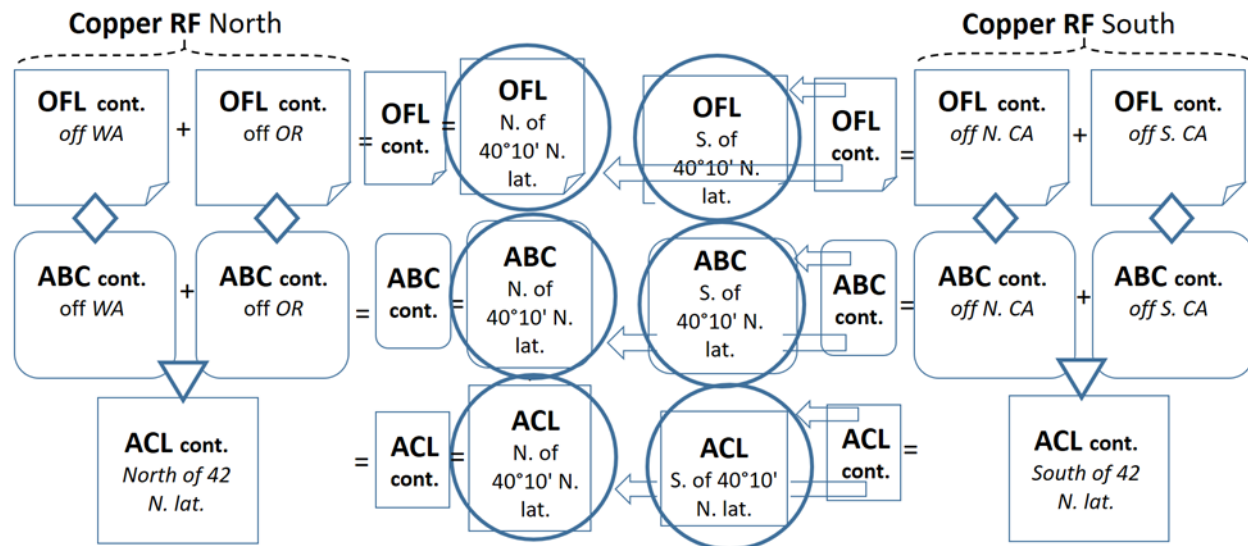 Copper RF North
OFL cont.
off WA
+
OFL cont.
off OR
=
OFL
cont.
=
OFL
N. of
40°10' N.
lat.
OFL
S. of
40°10' N.
lat.
OFL
cont.
=
Copper RF South
OFL cont.
off N. CA
+
OFL cont.
off S. CA
ABC cont.
off WA
+
ABC cont.
off OR
=
ABC
cont.
=
ABC
N. of
40°10' N.
lat.
ABC
S. of
40°10' N.
lat.
ABC
cont.
=
ABC cont.
off N. CA
+
ABC cont.
off S. CA
ACL cont.
North of 42
N. lat.
=
ACL
cont.
=
ACL
N. of
40°10' N.
lat.
ACL
S. of 40°10'
N. lat.
ACL
cont.
=
ACL cont.
South of 42
N. lat.